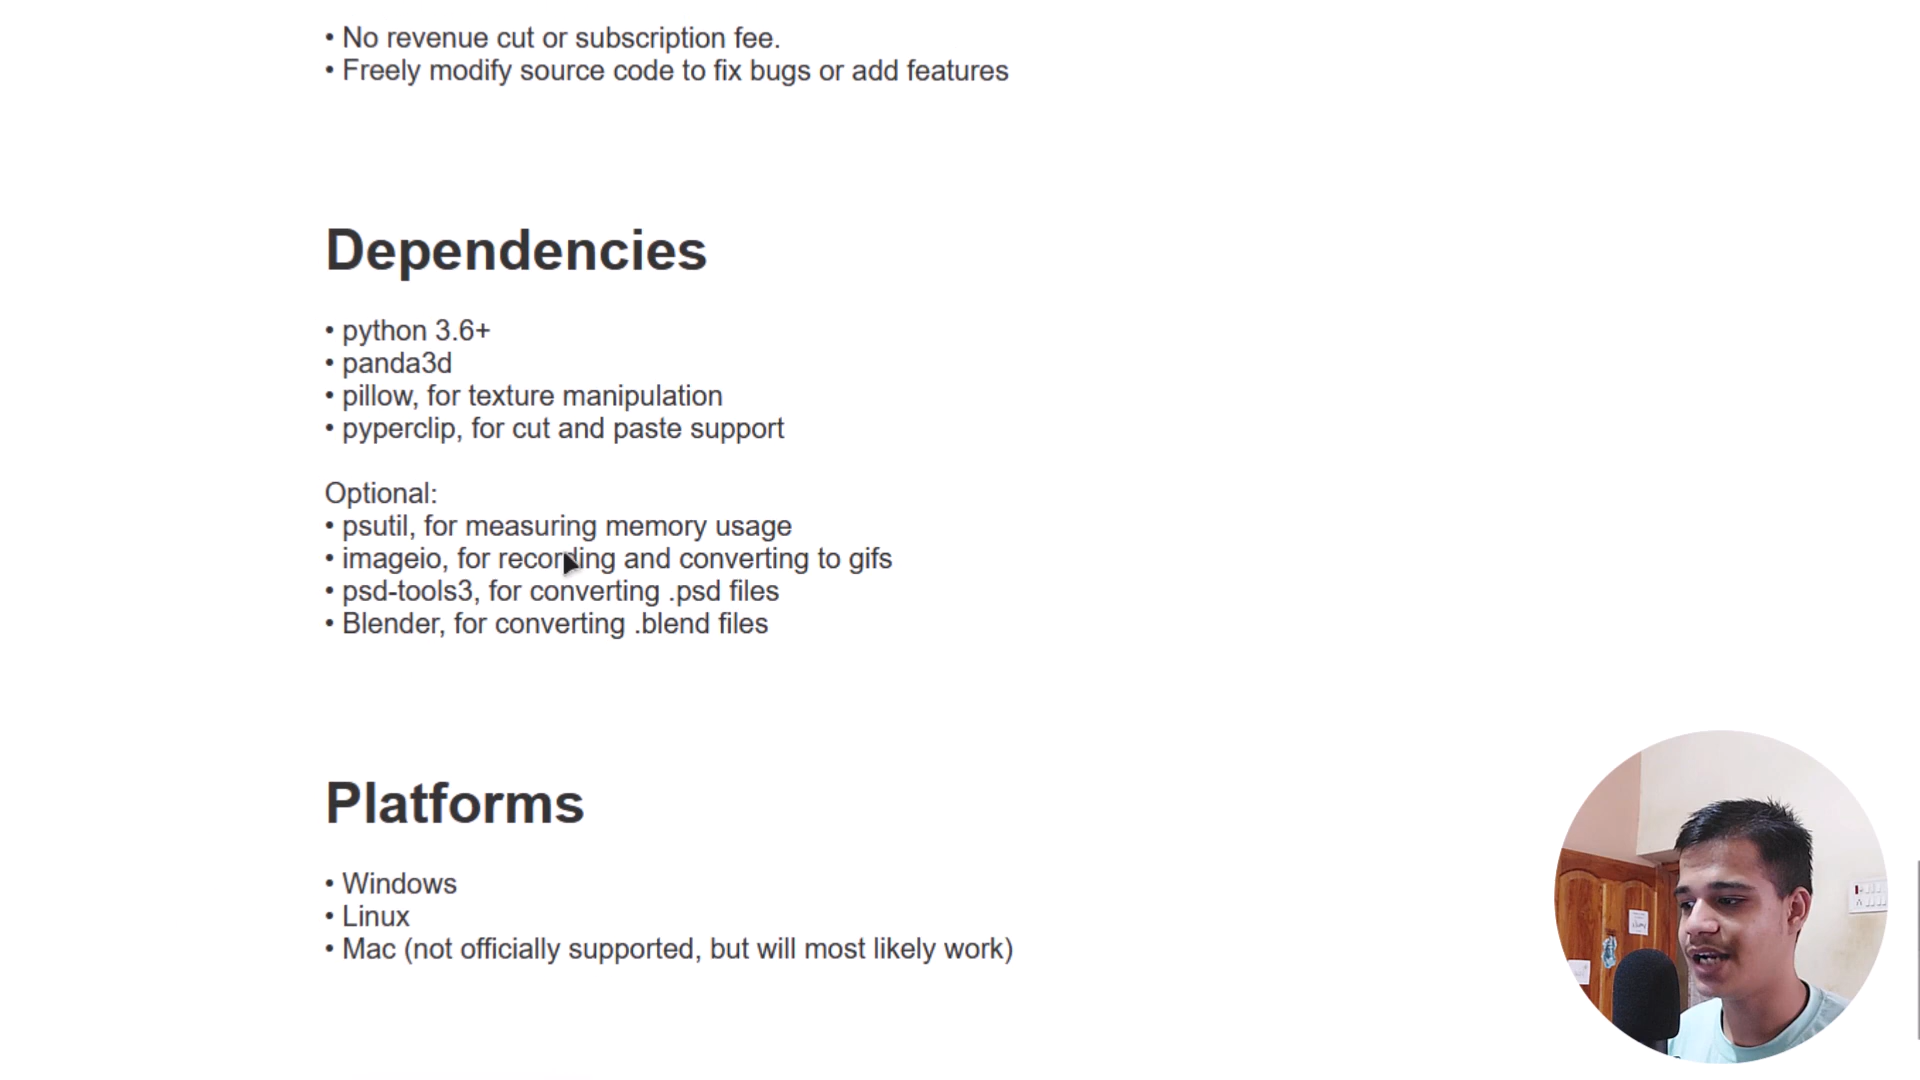 • No revenue cut or subscription fee.
• Freely modify source code to fix bugs or add features
Dependencies
• python 3.6+
• panda3d
• pillow, for texture manipulation
• pyperclip, for cut and paste support
Optional:
• psutil, for measuring memory usage
• imageio, for recording and converting to gifs
• psd-tools3, for converting .psd files
• Blender, for converting .blend files
Platforms
• Windows
• Linux
• Mac (not officially supported, but will most likely work)